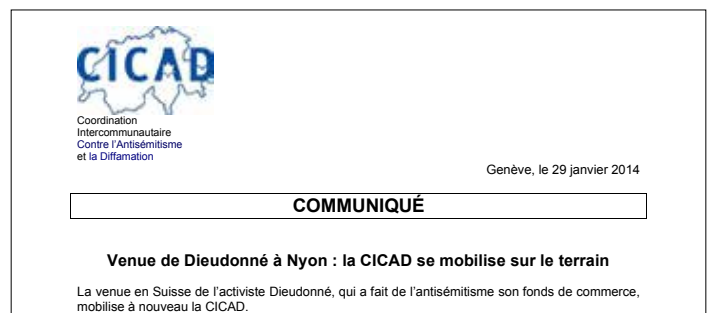 CICAD
Coordination
Intercommunautaire
Contre l'Antisémitisme
et la Diffamation
Genève, le 29 janvier 2014
COMMUNIQUÉ
Venue de Dieudonné à Nyon : la CICAD se mobilise sur le terrain
La venue en Suisse de l'activiste Dieudonné, qui a fait de l'antisémitisme son fonds de commerce,
mobilise à nouveau la CICAD.